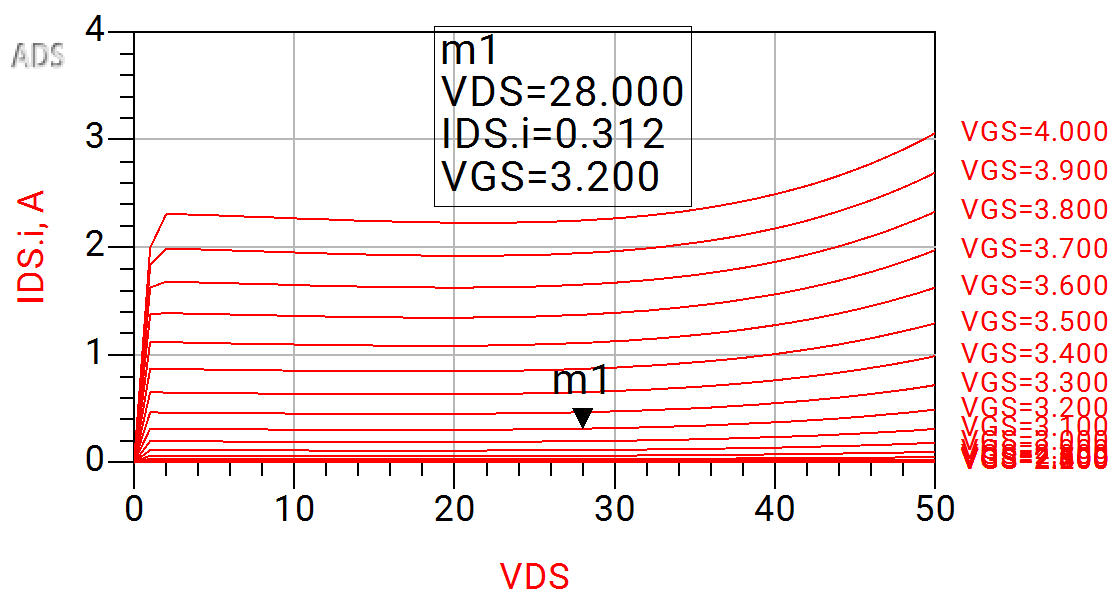 ADS
m1
VDS=28.000
IDS.i=0.312
VGS=3.200
4
3
2
1
0
IDS.i, A
m1
VGS=4.000
VGS=3.900
VGS=3.800
VGS=3.700
VGS=3.600
VGS=3.500
VGS=3.400
VGS=3.300
VGS=3.200
VGS=3.100
0
10
20
30
40
50
VDS